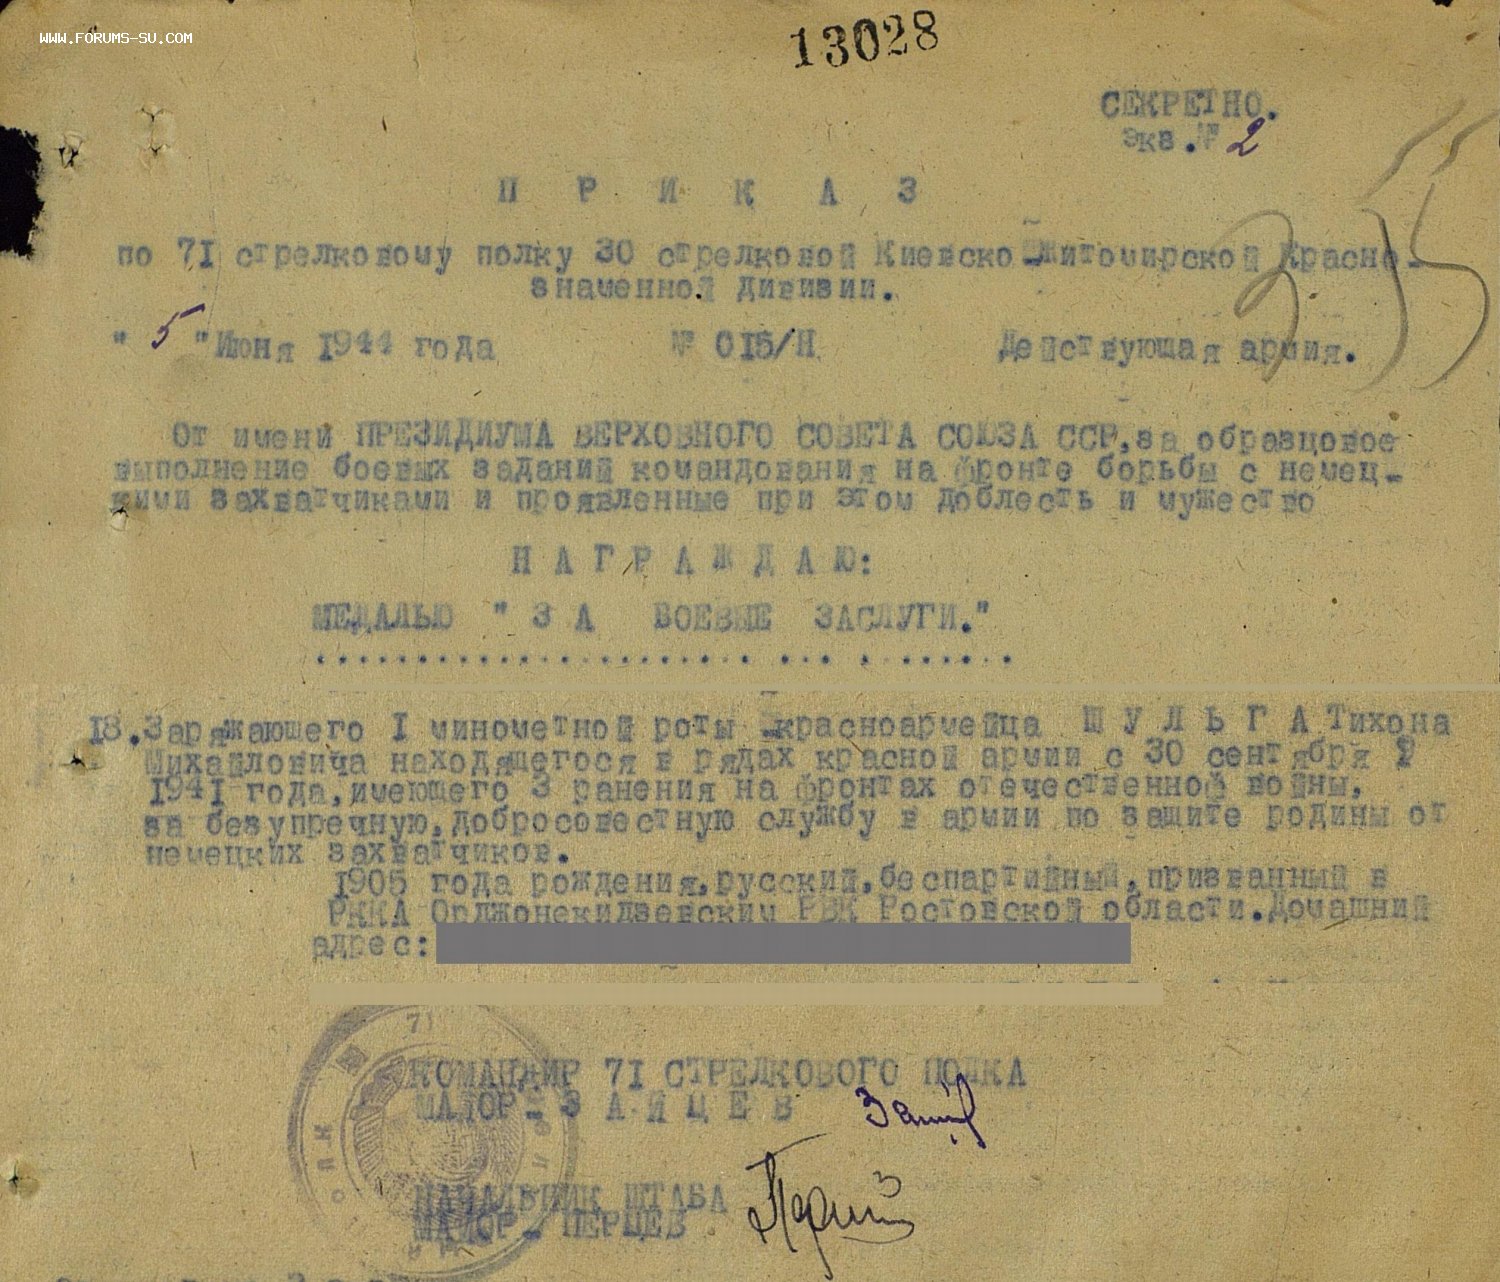 WWW.FORUMS-SU.COM
13028
СЕКРЕТНО.
экз.№ 2
П Р И К А З
по 71 стрелковому полку 30 стрелковой Киевско-Житомирской Красно-
знаменной дивизии.
" 5 " Июня 1944 года № 015/Н Действующая армия.
От имени ПРЕЗИДИУМА ВЕРХОВНОГО СОВЕТА СОЮЗА ССР,за образцовое
выполнение боевых заданий командования на фронте борьбы с немец-
кими захватчиками и проявленные при этом доблесть и мужество
Н А Г Р А Ж Д А Ю:
МЕДАЛЬЮ " З А БОЕВЫЕ ЗАСЛУГИ."
18.Заряжающего I минометной роты -красноармейца Ш У Л Ь Г А Тихона
Михайловича находящегося в рядах красной армии с 30 сентября
1941 года,имеющего 3 ранения на фронтах отечественной войны,
за безупречную,добросовестную службу в армии по защите родины от
немецких захватчиков.
1905 года рождения,русский,беспартийный,призванный в
РККА Орджонекидзевским РВК Ростовской области.Домашний
адрес:
71
КОМАНДИР 71 СТРЕЛКОВОГО ПОЛКА
МАЙОР- З А Й Ц Е В
НАЧАЛЬНИК ШТАБА
МАЙОР- ПЕРЦЕВ